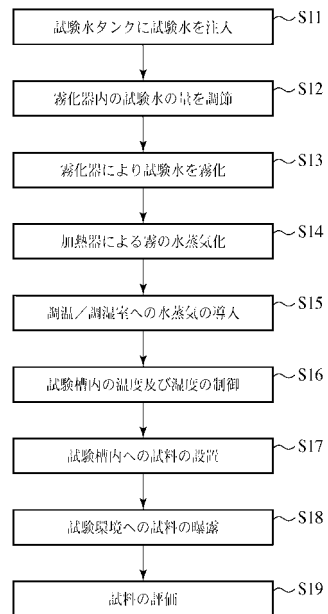 試験水タンクに試験水を注入
S11
霧化器内の試験水の量を調節
S12
霧化器により試験水を霧化
S13
加熱器による霧の水蒸気化
S14
調温/調湿室への水蒸気の導入
S15
試験槽内の温度及び湿度の制御
S16
試験槽内への試料の設置
S17
試験環境への試料の曝露
S18
試料の評価
S19